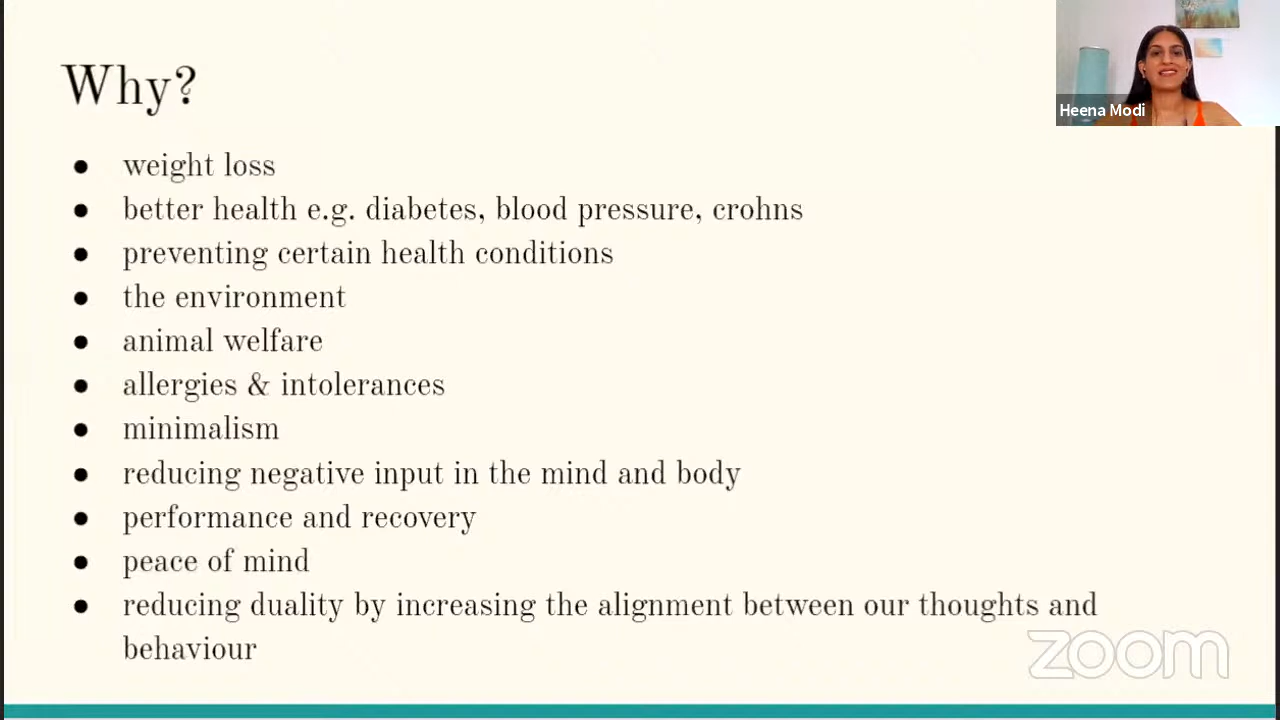 Why?
Heena Modi
● weight loss
● better health e.g. diabetes, blood pressure, crohns
● preventing certain health conditions
● the environment
● animal welfare
● allergies & intolerances
● minimalism
● reducing negative input in the mind and body
● performance and recovery
● peace of mind
● reducing duality by increasing the alignment between our thoughts and
behaviour
zoom